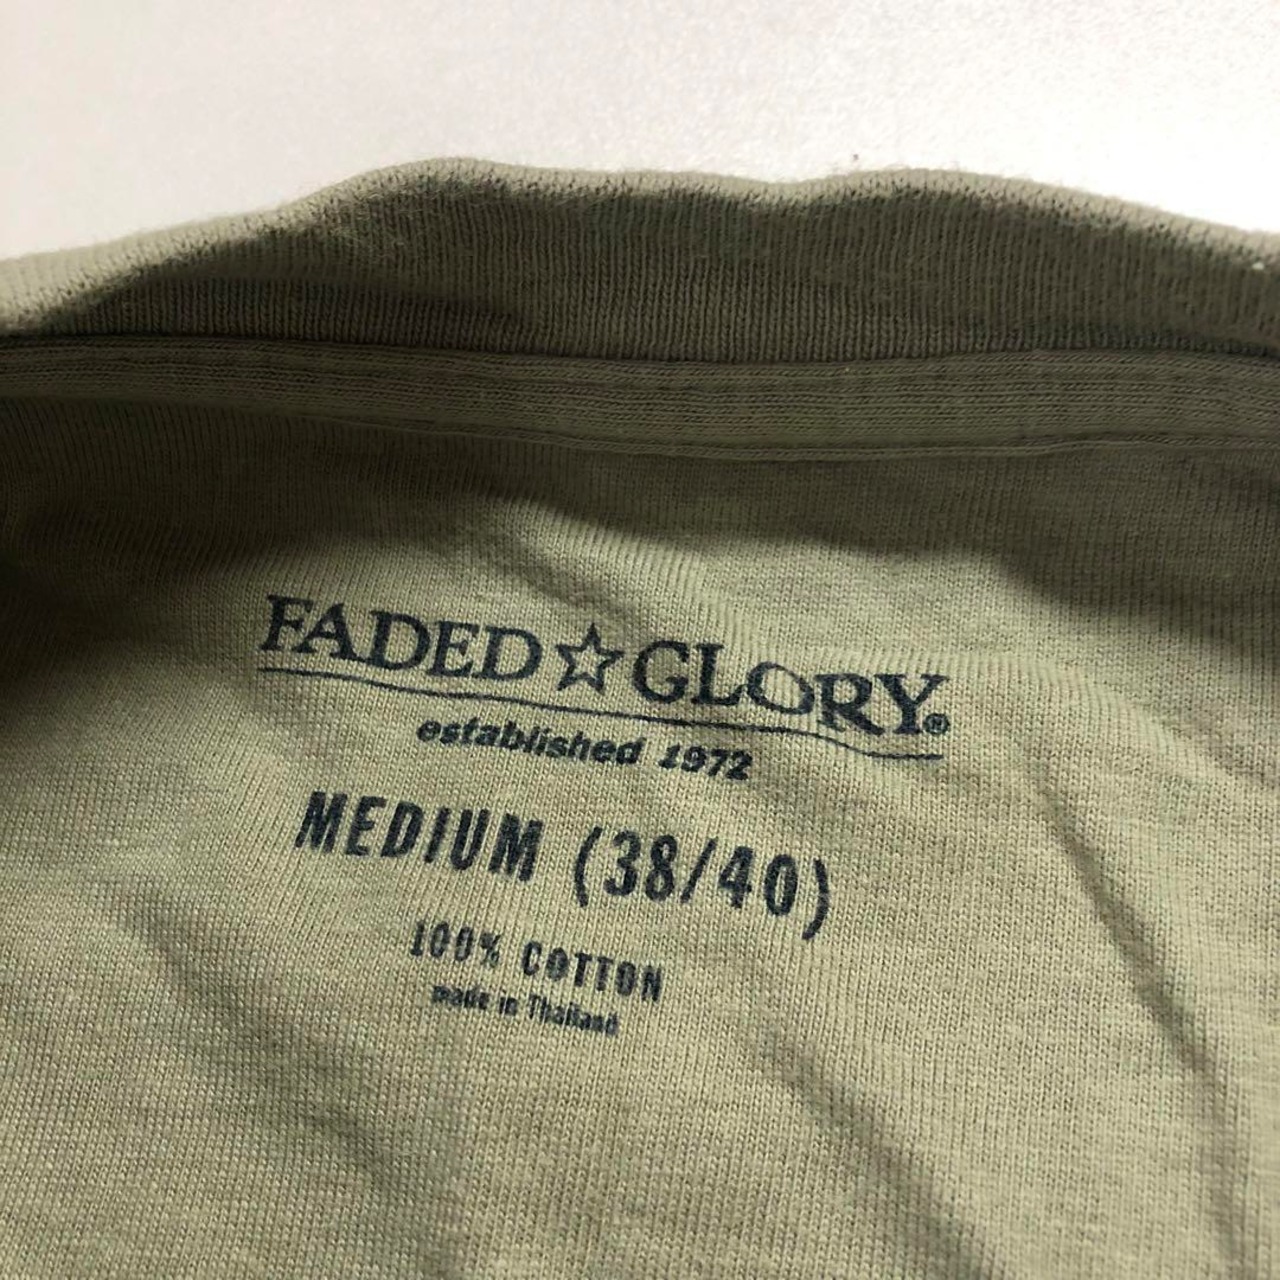 FADED☆GLORY®
established 1972
MEDIUM (38/40)
100% COTTON
made in Thailand